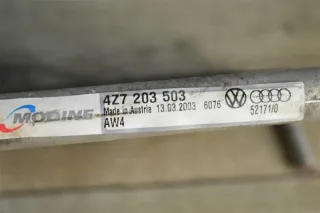 MODINE
4Z7 203 503
Made in Austria 13.03.2003 6076
52171/0
AW4